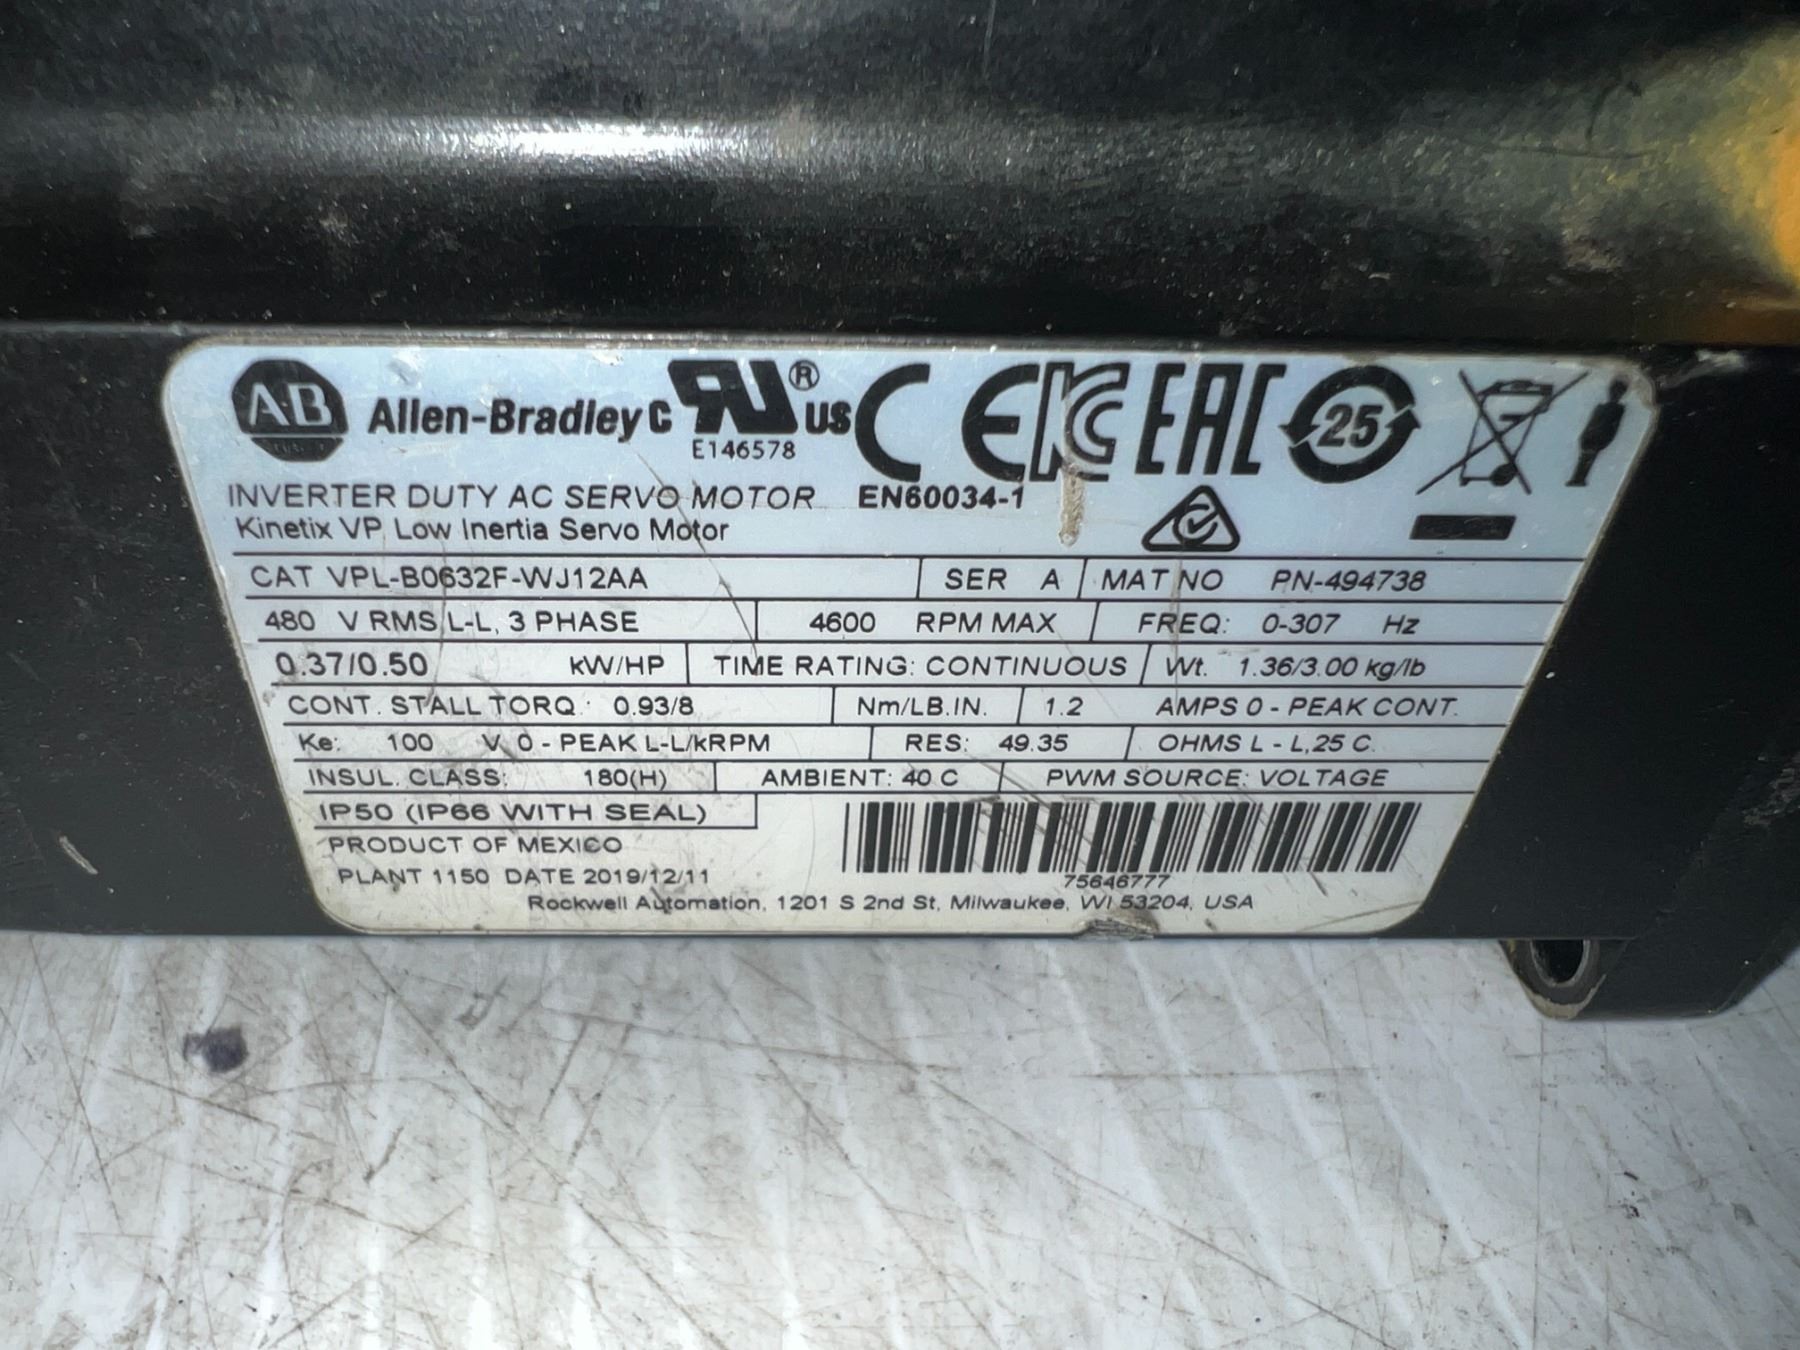 A-B Allen-Bradley C RU ® US CE KC EAC 25
E146578
INVERTER DUTY AC SERVO MOTOR EN60034-1
Kinetix VP Low Inertia Servo Motor
CAT VPL-B0632F-WJ12AA SER A MAT NO PN-494738
480 V RMS L-L, 3 PHASE 4600 RPM MAX FREQ: 0-307 Hz
0.37/0.50 kW/HP TIME RATING: CONTINUOUS Wt. 1.36/3.00 kg/lb
CONT. STALL TORQ.: 0.93/8 Nm/LB.IN. 1.2 AMPS 0 - PEAK CONT.
Ke: 100 V 0 - PEAK L-L/kRPM RES: 49.35 OHMS L - L,25 C.
INSUL. CLASS: 180(H) AMBIENT: 40 C PWM SOURCE: VOLTAGE
IP50 (IP66 WITH SEAL)
PRODUCT OF MEXICO
PLANT 1150 DATE 2019/12/11 75646777
Rockwell Automation, 1201 S 2nd St, Milwaukee, WI 53204, USA